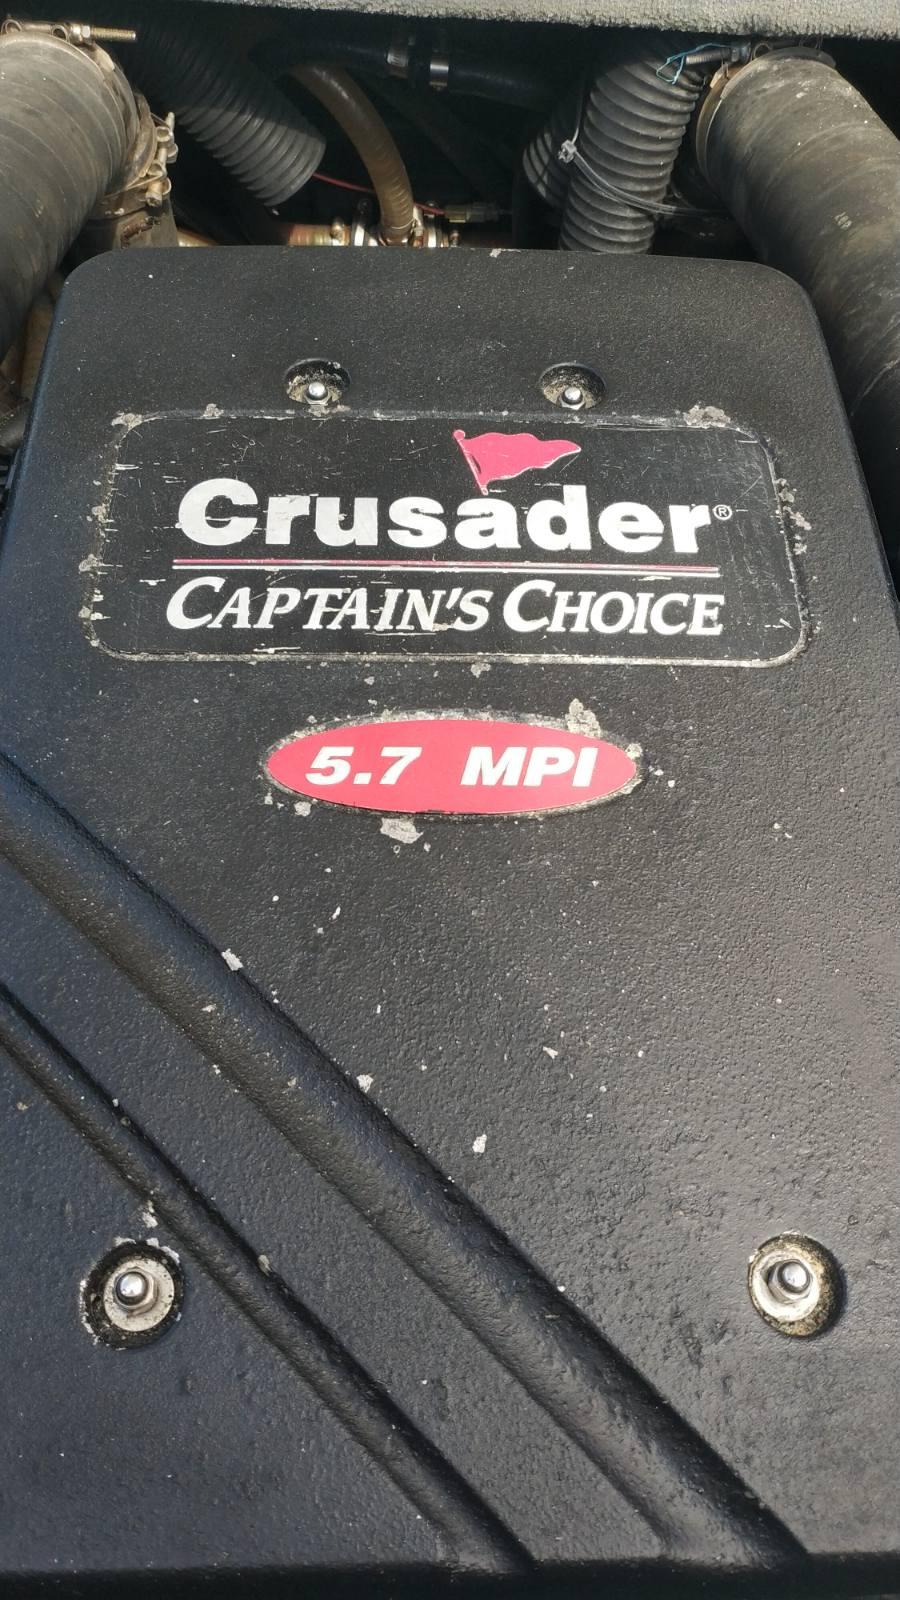 Crusader®
CAPTAIN'S CHOICE
5.7 MPI